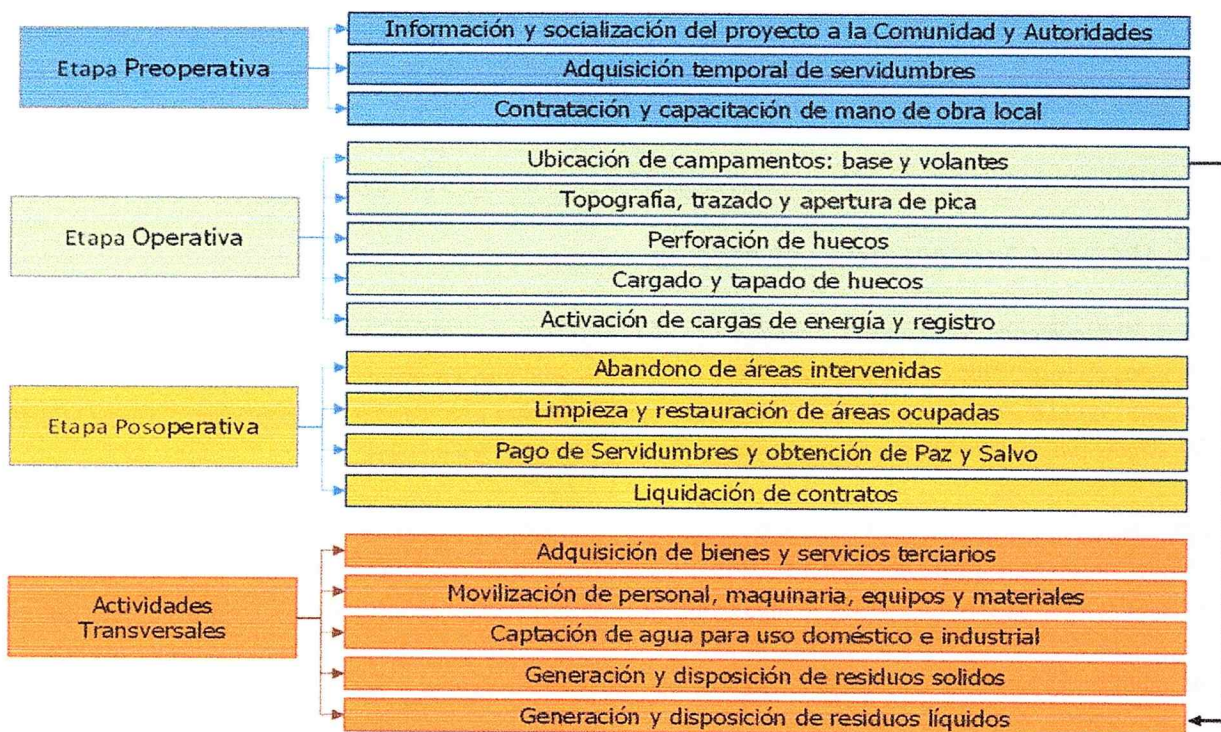 Etapa Preoperativa
Información y socialización del proyecto a la Comunidad y Autoridades
Adquisición temporal de servidumbres
Contratación y capacitación de mano de obra local
Etapa Operativa
Ubicación de campamentos: base y volantes
Topografía, trazado y apertura de pica
Perforación de huecos
Cargado y tapado de huecos
Activación de cargas de energía y registro
Etapa Posoperativa
Abandono de áreas intervenidas
Limpieza y restauración de áreas ocupadas
Pago de Servidumbres y obtención de Paz y Salvo
Liquidación de contratos
Actividades
Transversales
Adquisición de bienes y servicios terciarios
Movilización de personal, maquinaria, equipos y materiales
Captación de agua para uso doméstico e industrial
Generación y disposición de residuos solidos
Generación y disposición de residuos líquidos